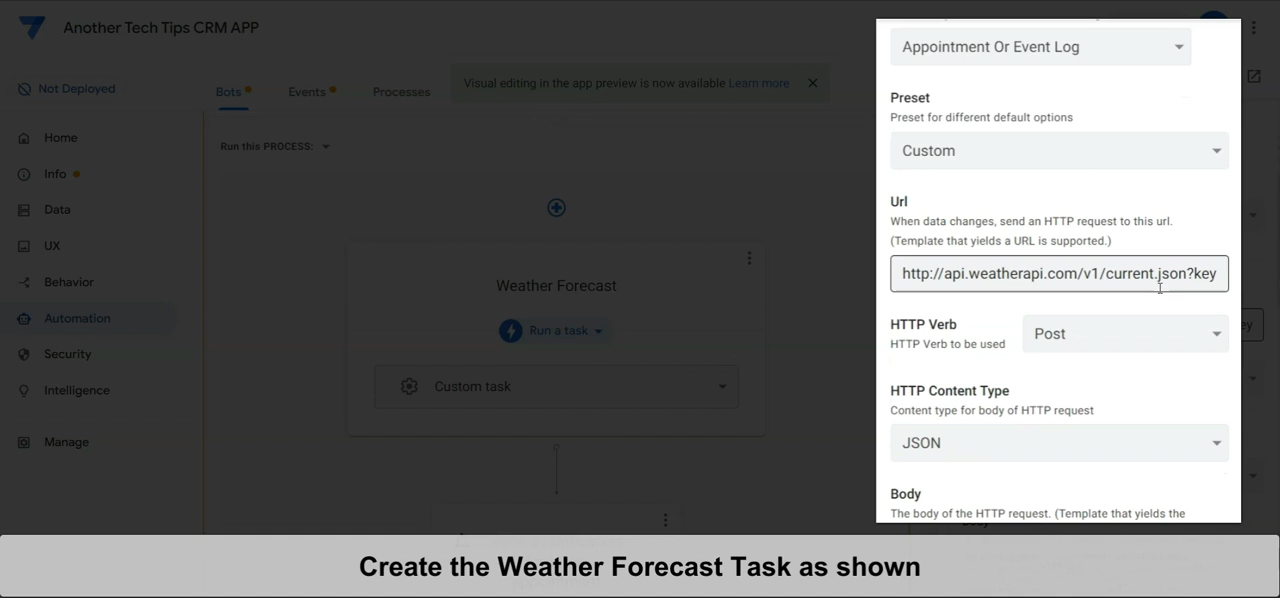 Another Tech Tips CRM APP
Not Deployed
Bots
Events
Processes
Visual editing in the app preview is now available Learn more
Home
Info
Data
UX
Behavior
Automation
Security
Intelligence
Manage
Run this PROCESS:
Weather Forecast
Run a task
Custom task
Appointment Or Event Log
Preset
Preset for different default options
Custom
Url
When data changes, send an HTTP request to this url.
(Template that yields a URL is supported.)
http://api.weatherapi.com/v1/current.json?key
HTTP Verb
HTTP Verb to be used
Post
HTTP Content Type
Content type for body of HTTP request
JSON
Body
The body of the HTTP request. (Template that yields the
Create the Weather Forecast Task as shown